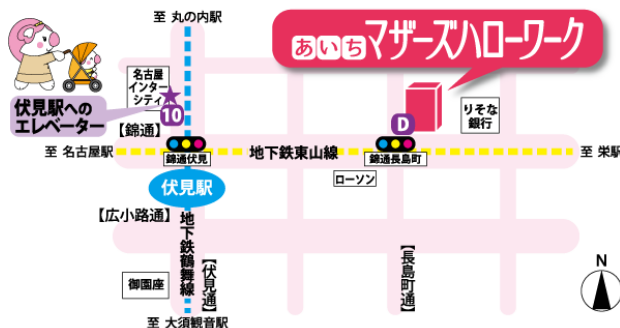 至 丸の内駅
あいち マザーズハローワーク
名古屋
インター
シティ
伏見駅への
エレベーター
10
D
りそな
銀行
【錦通】
至 名古屋駅
錦通伏見
地下鉄東山線
錦通長島町
至 栄駅
伏見駅
ローソン
【広小路通】
地下鉄鶴舞線
御園座
【伏見通】
【長島町通】
N
至 大須観音駅